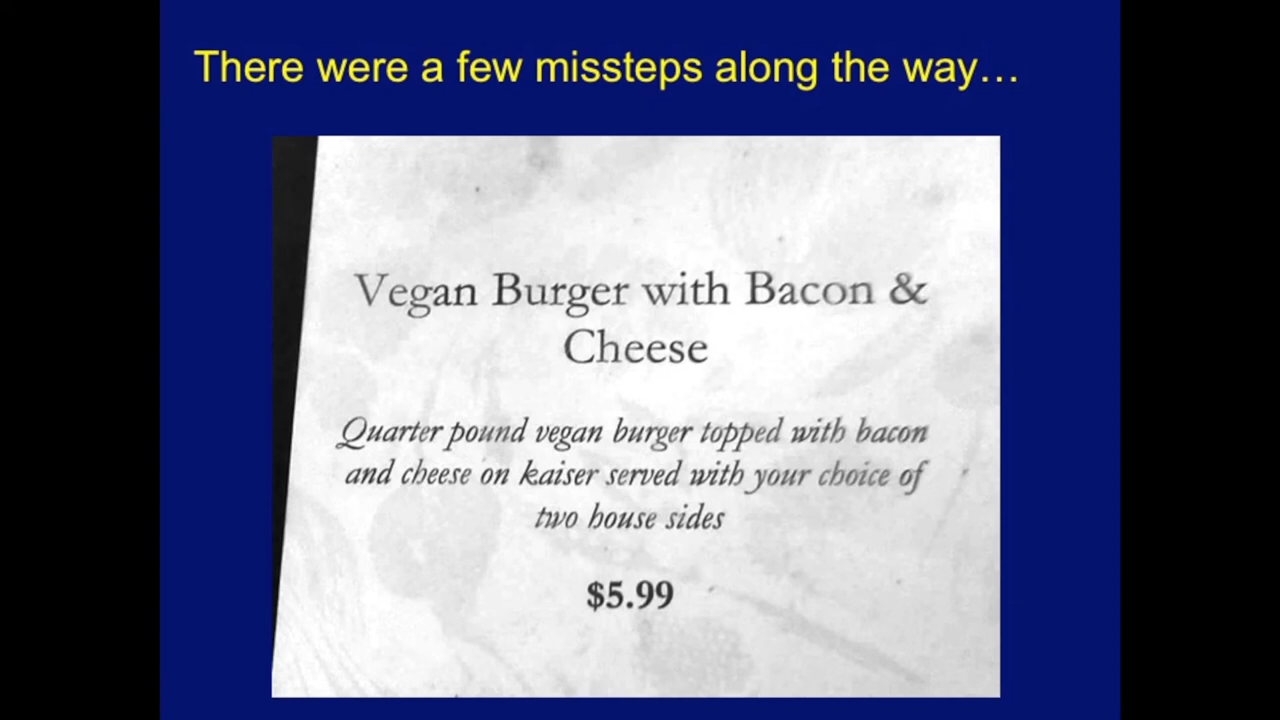 There were a few missteps along the way…
Vegan Burger with Bacon &
Cheese
Quarter pound vegan burger topped with bacon
and cheese on kaiser served with your choice of
two house sides
$5.99